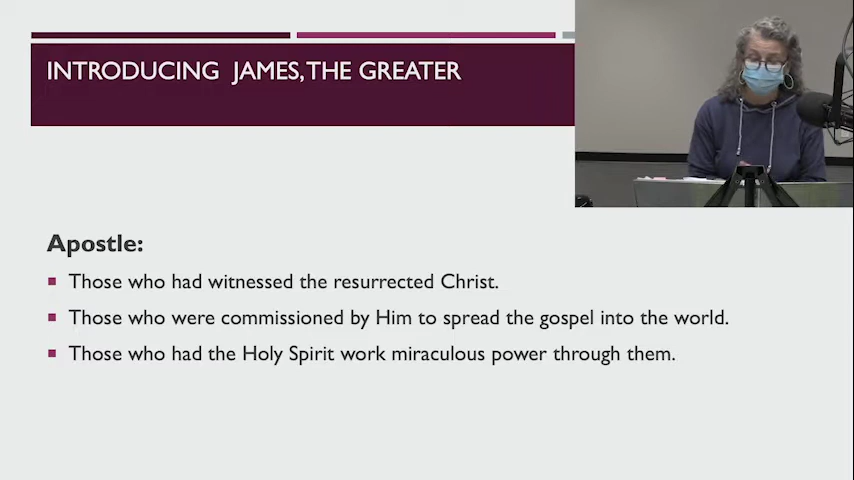 INTRODUCING JAMES, THE GREATER
Apostle:
Those who had witnessed the resurrected Christ.
Those who were commissioned by Him to spread the gospel into the world.
Those who had the Holy Spirit work miraculous power through them.